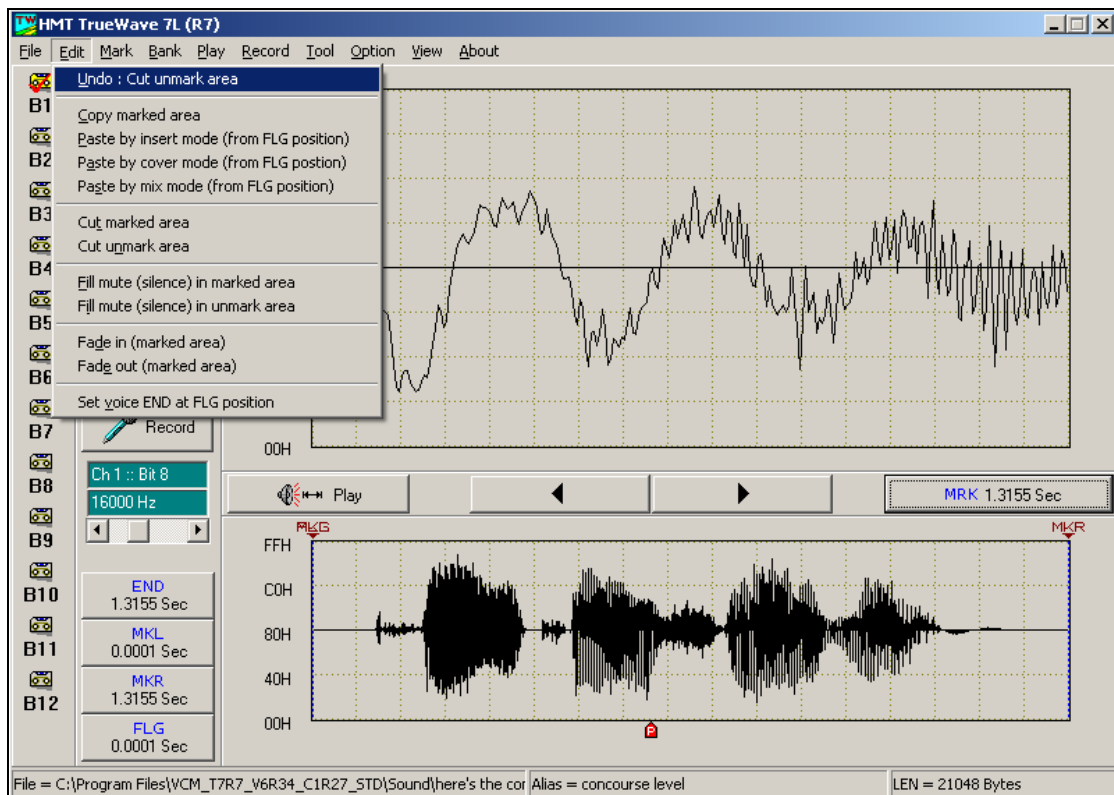 TW HMT TrueWave 7L (R7)
File Edit Mark Bank Play Record Tool Option View About
Undo : Cut unmark area
Copy marked area
Paste by insert mode (from FLG position)
Paste by cover mode (from FLG postion)
Paste by mix mode (from FLG position)
Cut marked area
Cut unmark area
Fill mute (silence) in marked area
Fill mute (silence) in unmark area
Fade in (marked area)
Fade out (marked area)
Set voice END at FLG position
B1
B2
B3
B4
B5
B6
B7
B8
B9
B10
B11
B12
Record
Ch 1 :: Bit 8
16000 Hz
END
1.3155 Sec
MKL
0.0001 Sec
MKR
1.3155 Sec
FLG
0.0001 Sec
00H
Play
MRK 1.3155 Sec
MKR
FFH
C0H
80H
40H
00H
P
File = C:\Program Files\VCM_T7R7_V6R34_C1R27_STD\Sound\here's the cor
Alias = concourse level
LEN = 21048 Bytes